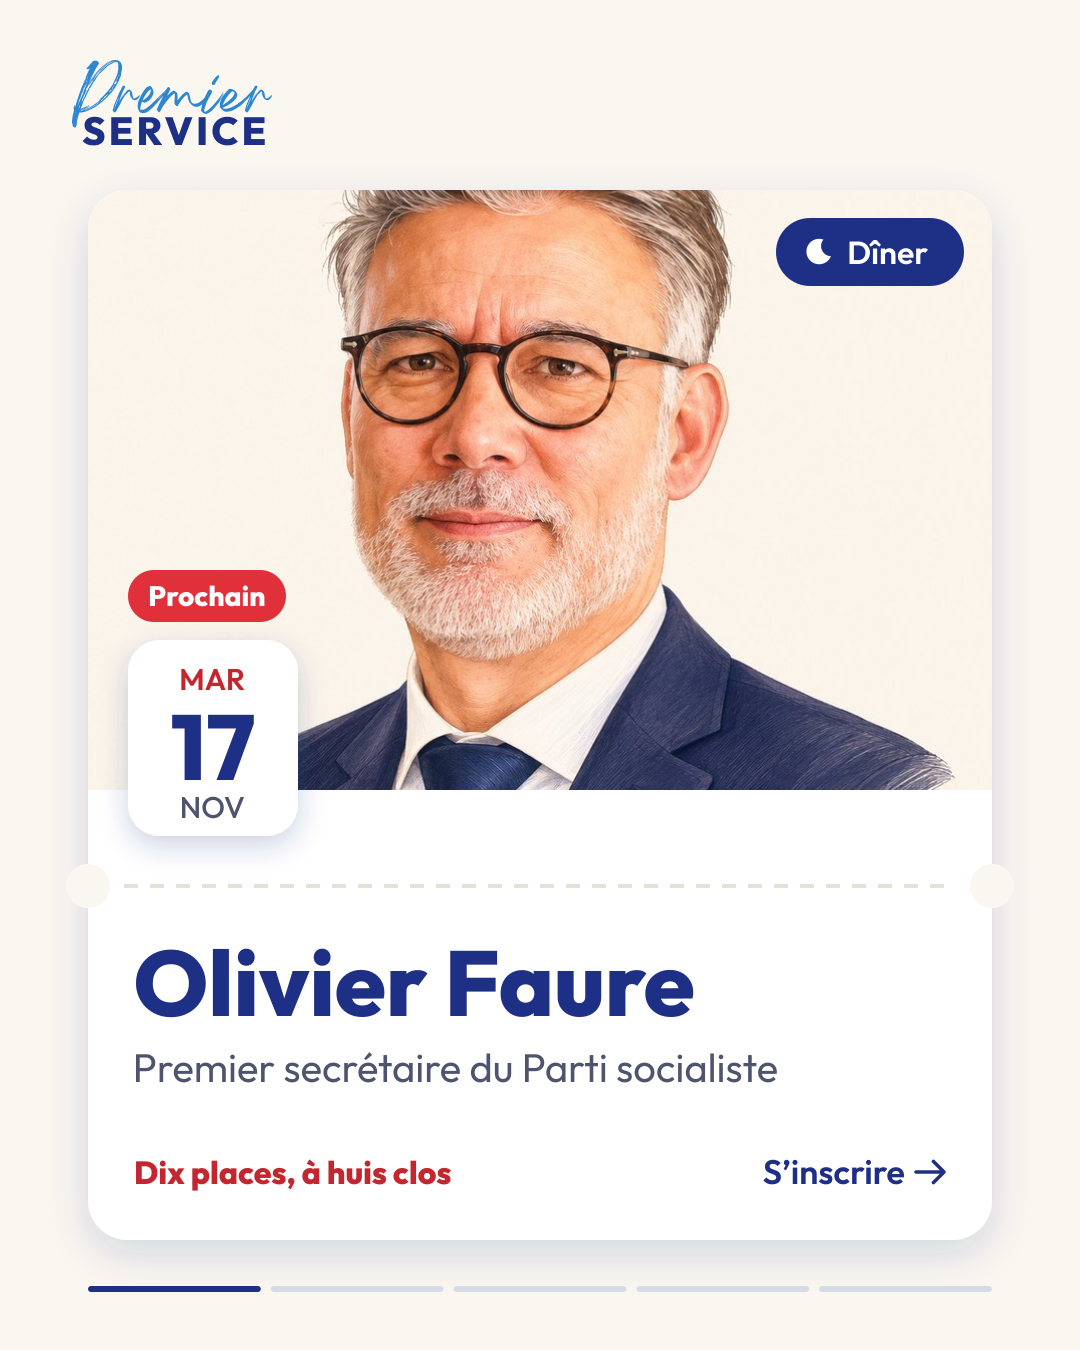 Premier
SERVICE
Dîner
Prochain
MAR
17
NOV
Olivier Faure
Premier secrétaire du Parti socialiste
Dix places, à huis clos
S’inscrire →